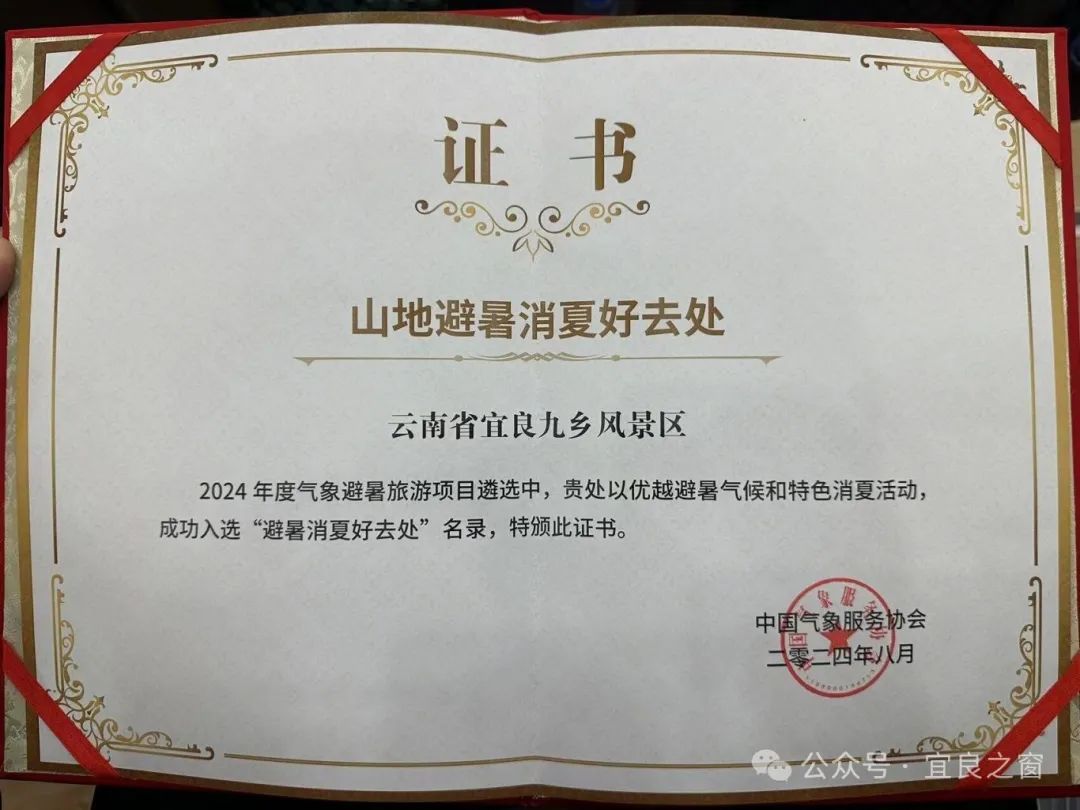 证书
山地避暑消夏好去处
云南省宜良九乡风景区
2024年度气象避暑旅游项目遴选中，贵处以优越避暑气候和特色消夏活动，
成功入选“避暑消夏好去处”名录，特颁此证书。
中国气象服务协会
二零二四年八月
公众号·宜良之窗